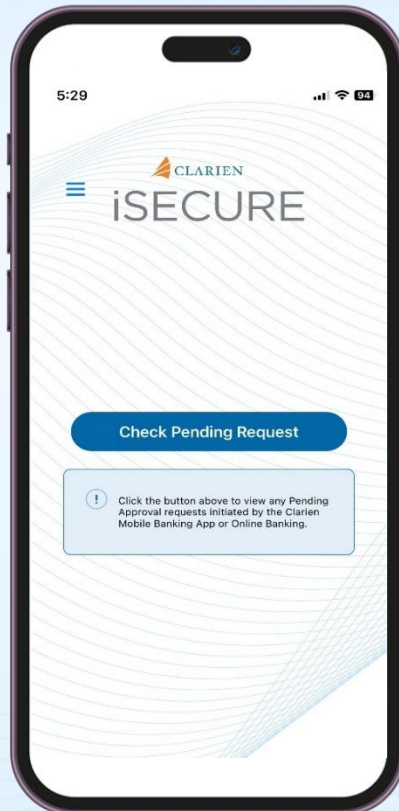 5:29
94
CLARIEN
iSECURE
Check Pending Request
Click the button above to view any Pending
Approval requests initiated by the Clarien
Mobile Banking App or Online Banking.